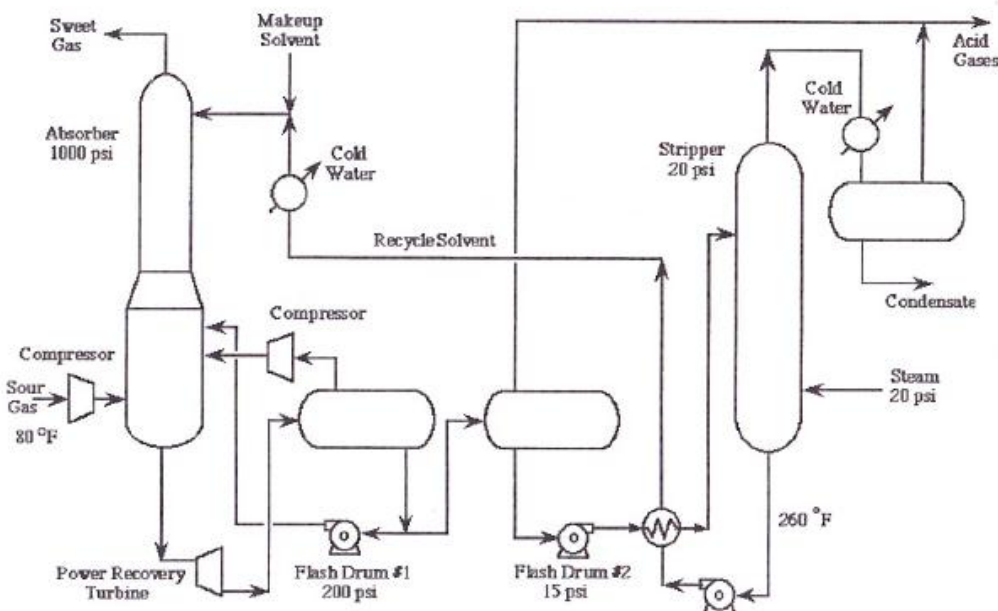 Sweet
Gas
Makeup
Solvent
Acid
Gases
Absorber
1000 psi
Cold
Water
Stripper
20 psi
Cold
Water
Recycle Solvent
Condensate
Compressor
Compressor
Sour
Gas
80 °F
Steam
20 psi
260 °F
Power Recovery
Turbine
Flash Drum #1
200 psi
Flash Drum #2
15 psi